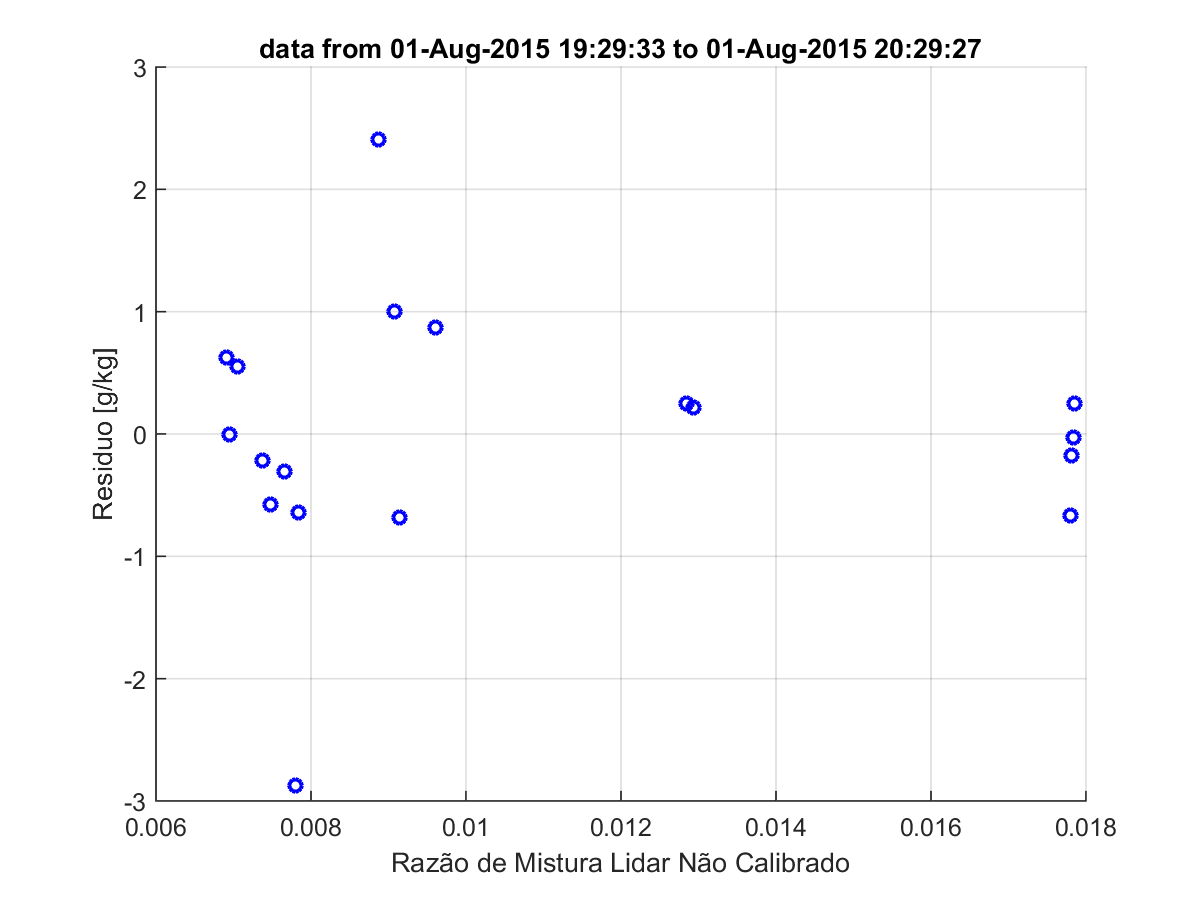 data from 01-Aug-2015 19:29:33 to 01-Aug-2015 20:29:27
3
2
1
0
-1
-2
-3
Residuo [g/kg]
0.006 0.008 0.01 0.012 0.014 0.016 0.018
Razão de Mistura Lidar Não Calibrado